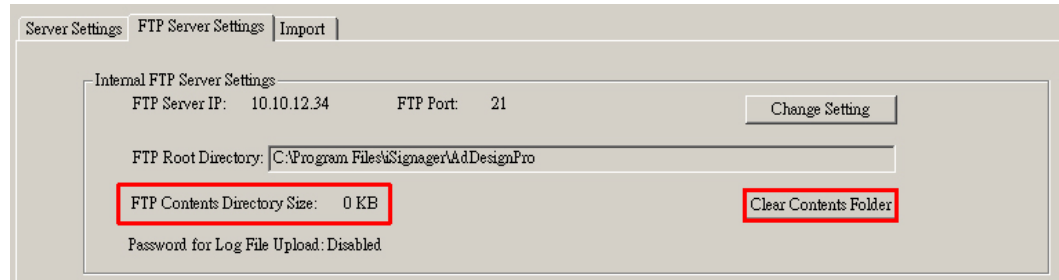 Server Settings FTP Server Settings Import
Internal FTP Server Settings
FTP Server IP: 10.10.12.34 FTP Port: 21 Change Setting
FTP Root Directory: C:\Program Files\iSignager\AdDesignPro
FTP Contents Directory Size: 0 KB Clear Contents Folder
Password for Log File Upload: Disabled